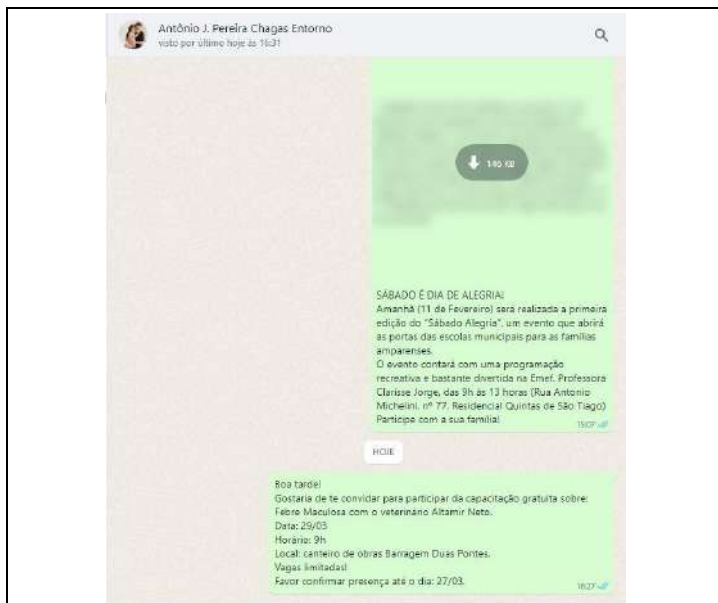 Antônio J. Pereira Chagas Entorno
visto por último hoje às 16:31
146 KB
SÁBADO É DIA DE ALEGRIA!
Amanhã (11 de Fevereiro) será realizada a primeira
edição do "Sábado Alegria", um evento que abrirá
as portas das escolas municipais para as famílias
amparenses.
O evento contará com uma programação
recreativa e bastante divertida na Emef. Professora
Clarisse Jorge, das 9h às 13 horas (Rua Antonio
Michelini, nº 77, Residencial Quintas de São Tiago)
Participe com a sua família!
15:07
HOJE
Boa tarde!
Gostaria de te convidar para participar da capacitação gratuita sobre:
Febre Maculosa com o veterinário Altamir Neto.
Data: 29/03
Horário: 9h
Local: canteiro de obras Barragem Duas Pontes.
Vagas limitadas!
Favor confirmar presença até o dia: 27/03.
16:27